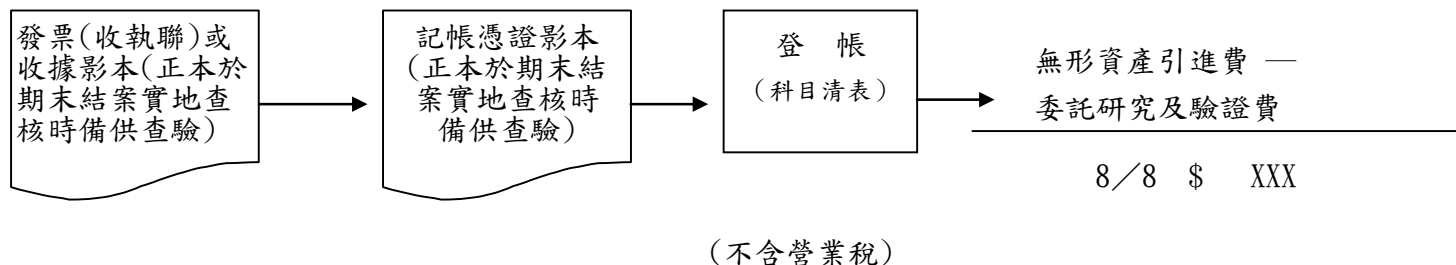 發票(收執聯)或
收據影本(正本於
期末結案實地查
核時備供查驗)
記帳憑證影本
(正本於期末結
案實地查核時
備供查驗)
登　帳
(科目清表)
無形資產引進費 —
委託研究及驗證費
8╱8　$　XXX
(不含營業稅)